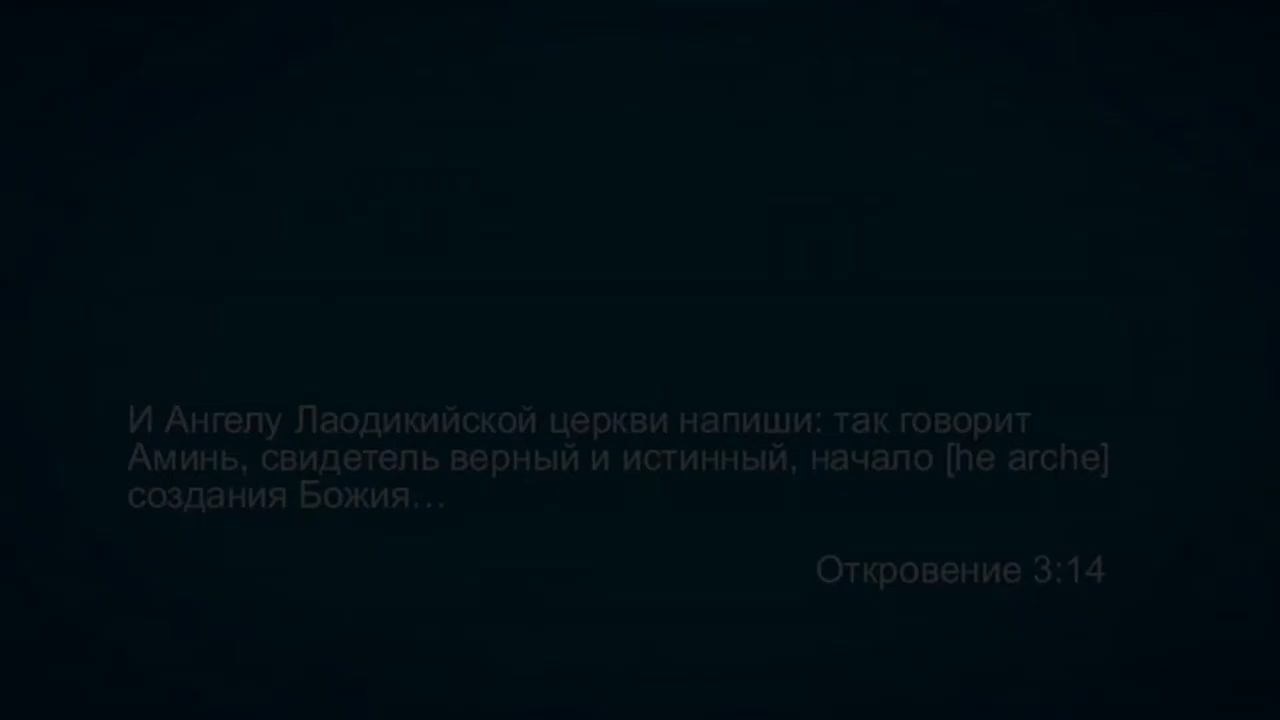 И Ангелу Лаодикийской церкви напиши: так говорит
Аминь, свидетель верный и истинный, начало [he arche]
создания Божия…
Откровение 3:14